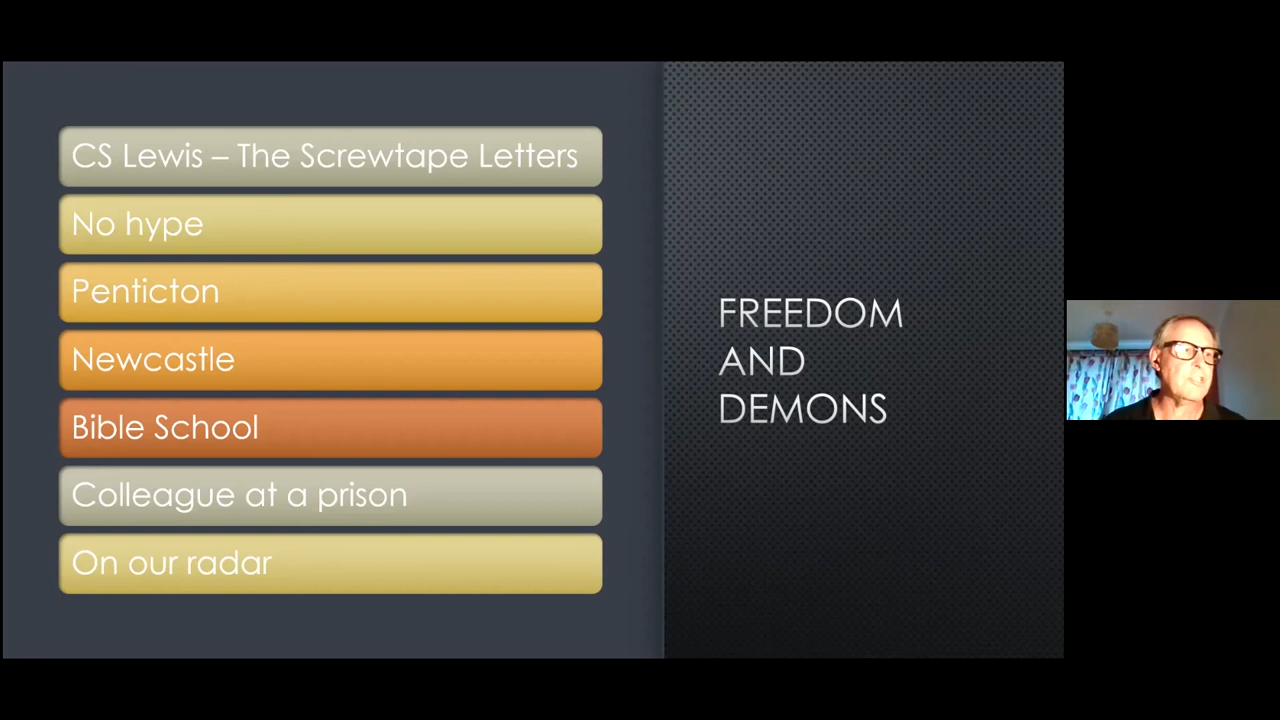 CS Lewis – The Screwtape Letters
No hype
Penticton
Newcastle
Bible School
Colleague at a prison
On our radar
FREEDOM
AND
DEMONS